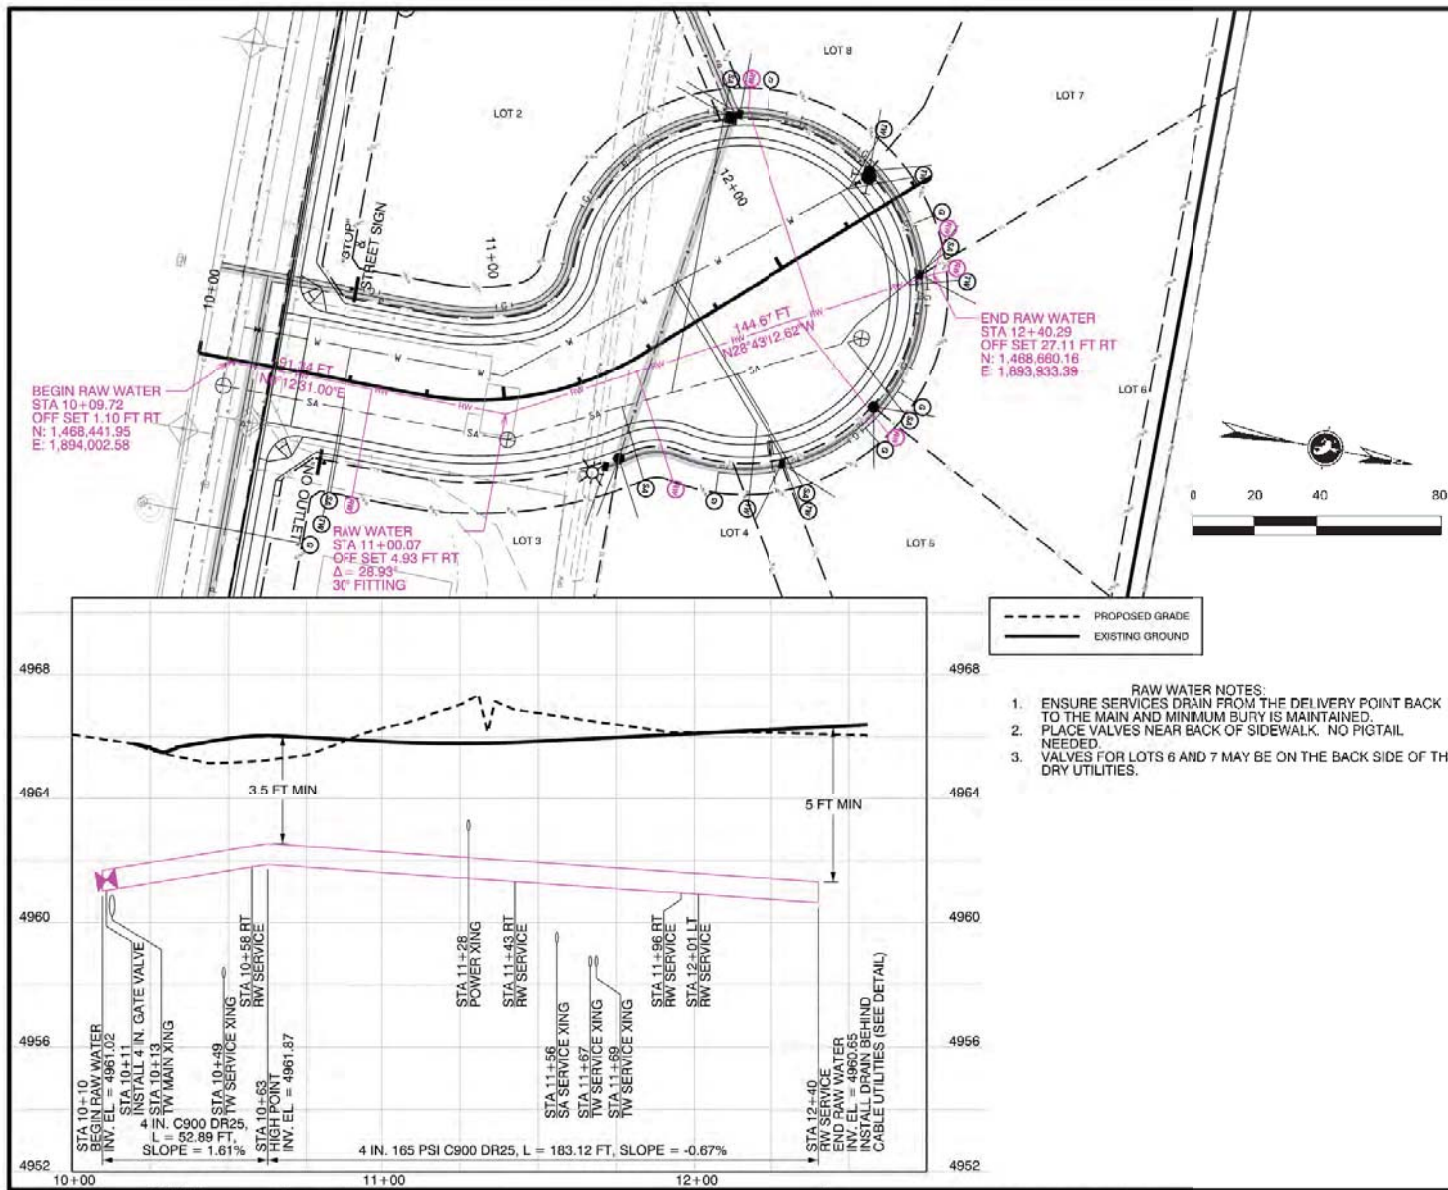 LOT 8
LOT 7
LOT 2
12+00
"STOP"
&
STREET SIGN
11+00
10+00
144.67 FT
N28°43'12.62"W
END RAW WATER
STA 12+40.29
OFF SET 27.11 FT RT
N: 1,468,660.16
E: 1,893,933.39
BEGIN RAW WATER
STA 10+09.72
OFF SET 1.10 FT RT
N: 1,468,441.95
E: 1,894,002.58
LOT 6
NO OUTLET
RAW WATER
STA 11+00.07
OFF SET 4.93 FT RT
Δ = 28.93°
30° FITTING
LOT 3
LOT 4
LOT 5
0 20 40 80
PROPOSED GRADE
EXISTING GROUND
RAW WATER NOTES:
1. ENSURE SERVICES DRAIN FROM THE DELIVERY POINT BACK
TO THE MAIN AND MINIMUM BURY IS MAINTAINED.
2. PLACE VALVES NEAR BACK OF SIDEWALK. NO PIGTAIL
NEEDED.
3. VALVES FOR LOTS 6 AND 7 MAY BE ON THE BACK SIDE OF TH
DRY UTILITIES.
4968 4968
3.5 FT MIN
4964 4964
5 FT MIN
4960 4960
4956 4956
4952 4952
STA 10+10
BEGIN RAW WATER
INV. EL. = 4961.02
STA 10+11
INSTALL 4 IN. GATE VALVE
STA 10+13
TW MAIN XING
STA 10+49
TW SERVICE XING
STA 10+58 RT
RW SERVICE
STA 10+63
HIGH POINT
INV. EL. = 4961.87
STA 11+28
POWER XING
STA 11+43 RT
RW SERVICE
STA 11+56
SA SERVICE XING
STA 11+67
TW SERVICE XING
STA 11+69
TW SERVICE XING
STA 11+96 RT
RW SERVICE
STA 12+01 LT
RW SERVICE
STA 12+40
RW SERVICE
END RAW WATER
INV. EL. = 4960.65
INSTALL DRAIN BEHIND
CABLE UTILITIES (SEE DETAIL)
4 IN. C900 DR25,
L = 52.89 FT,
SLOPE = 1.61%
4 IN. 165 PSI C900 DR25, L = 183.12 FT, SLOPE = -0.67%
10+00 11+00 12+00